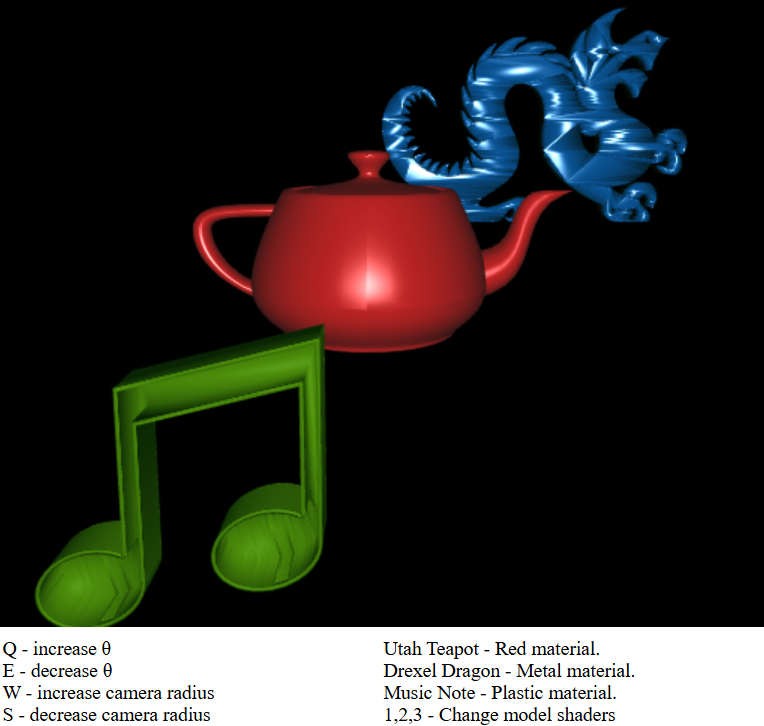 Q - increase θ
E - decrease θ
W - increase camera radius
S - decrease camera radius
Utah Teapot - Red material.
Drexel Dragon - Metal material.
Music Note - Plastic material.
1,2,3 - Change model shaders